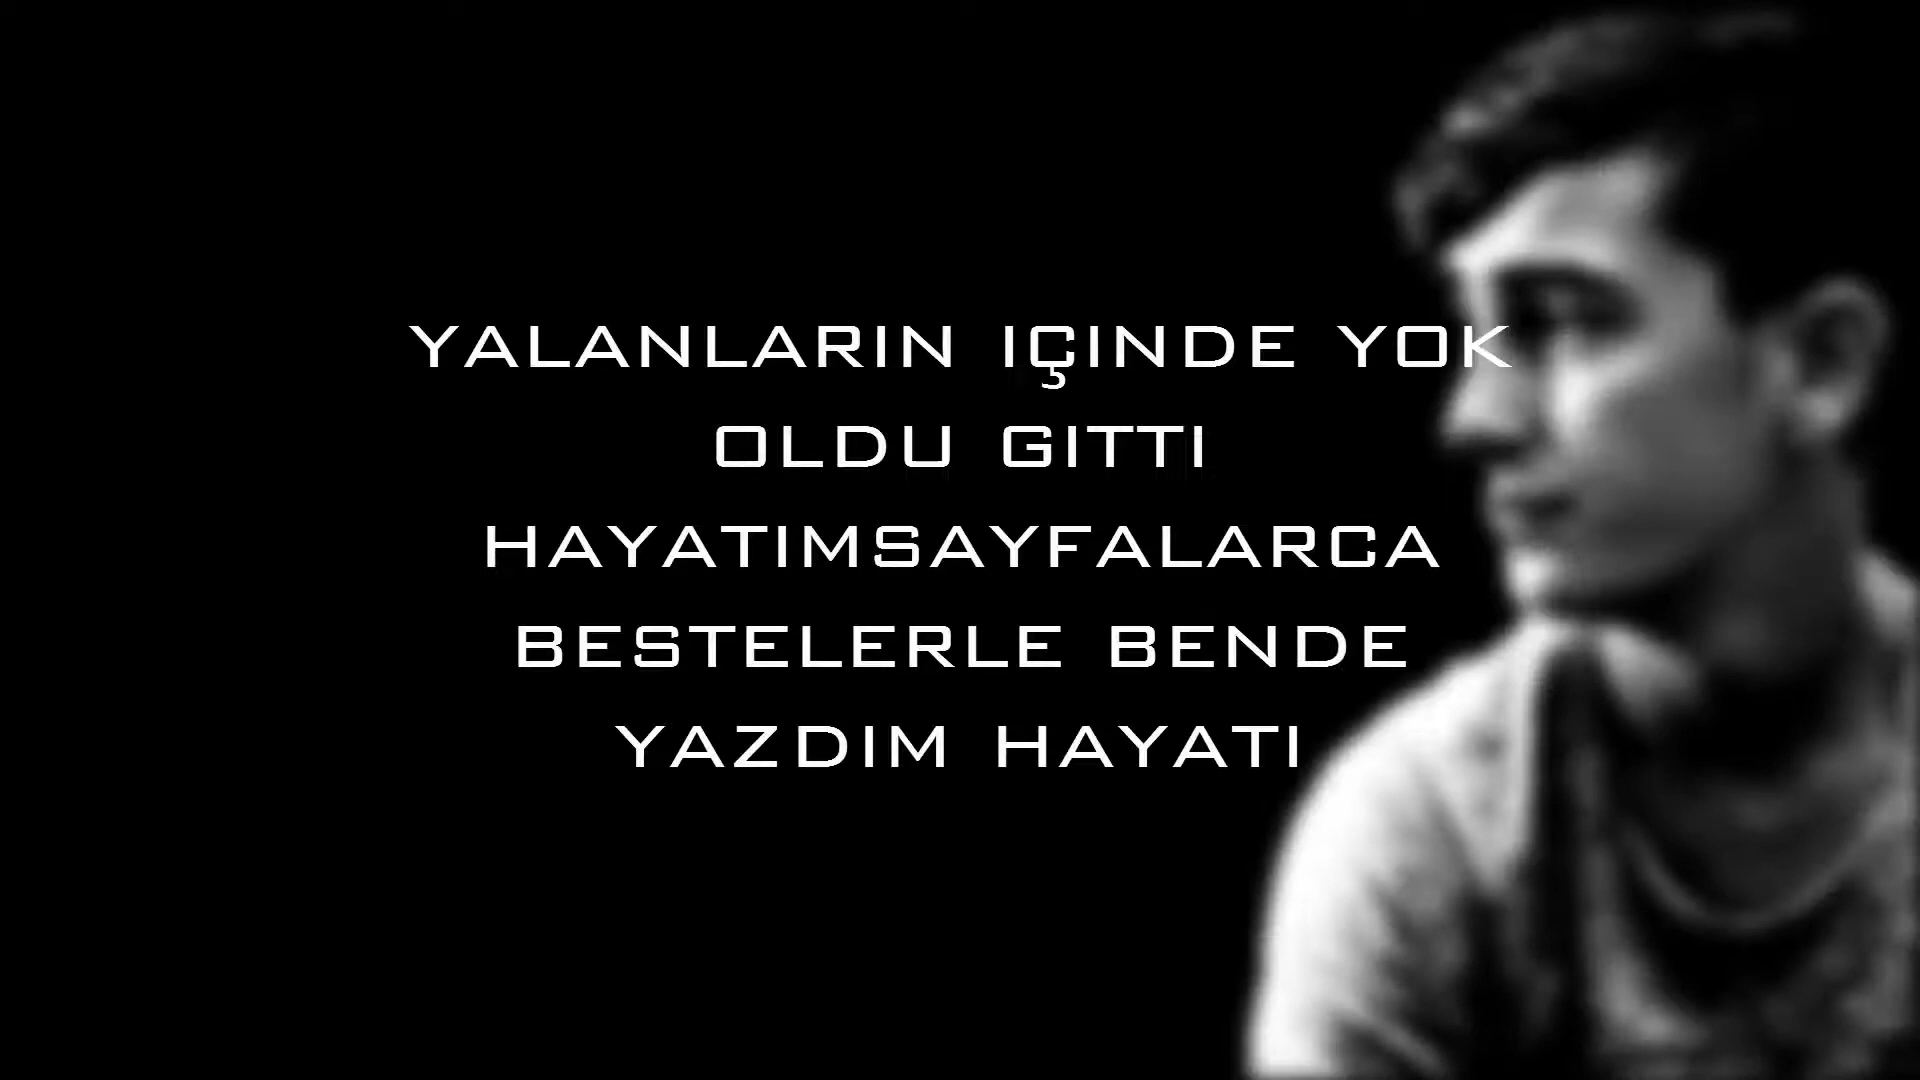 YALANLARIN IÇINDE YOK
OLDU GITTI
HAYATIMSAYFALARCA
BESTELERLE BENDE
YAZDIM HAYATI